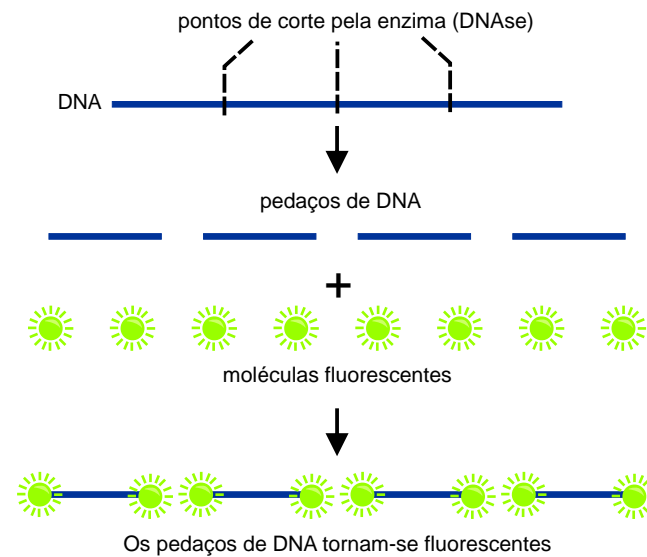 pontos de corte pela enzima (DNAse)
DNA
pedaços de DNA
+
moléculas fluorescentes
Os pedaços de DNA tornam-se fluorescentes